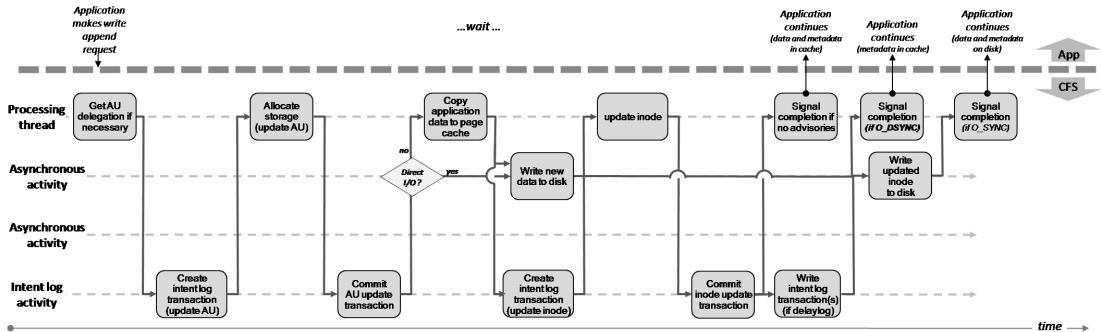 Application
makes write
append
request
...wait ...
Application
continues
(data and metadata
in cache)
Application
continues
(metadata in cache)
Application
continues
(data and metadata
on disk)
App
CFS
Processing
thread
Get AU
delegation if
necessary
Allocate
storage
(update AU)
Copy
application
data to page
cache
update inode
Signal
completion if
no advisories
Signal
completion
(if O_DSYNC)
Signal
completion
(if O_SYNC)
no
Asynchronous
activity
Direct
I/O?
yes
Write new
data to disk
Write
updated
inode
to disk
Asynchronous
activity
Intent log
activity
Create
intent log
transaction
(update AU)
Commit
AU update
transaction
Create
intent log
transaction
(update inode)
Commit
inode update
transaction
Write
intent log
transaction(s)
(if delaylog)
time